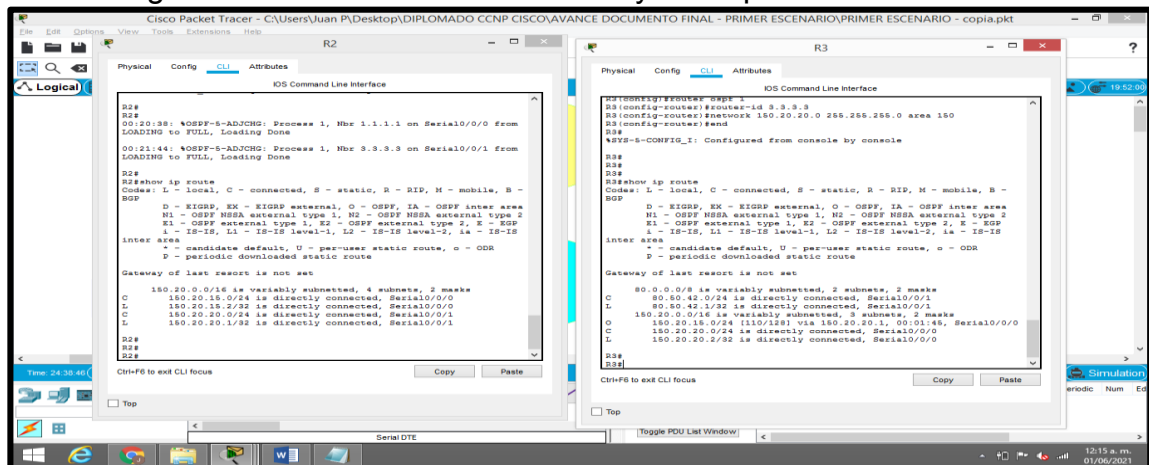 Cisco Packet Tracer - C:\Users\Juan P\Desktop\DIPLOMADO CCNP CISCO\AVANCE DOCUMENTO FINAL - PRIMER ESCENARIO\PRIMER ESCENARIO - copia.pkt
File Edit Options View Tools Extensions Help
Logical
19:52:00
R2
Physical Config CLI Attributes
IOS Command Line Interface
R2#
R2#
00:20:38: %OSPF-5-ADJCHG: Process 1, Nbr 1.1.1.1 on Serial0/0/0 from
LOADING to FULL, Loading Done
00:21:44: %OSPF-5-ADJCHG: Process 1, Nbr 3.3.3.3 on Serial0/0/1 from
LOADING to FULL, Loading Done
R2#
R2#show ip route
Codes: L - local, C - connected, S - static, R - RIP, M - mobile, B -
BGP
D - EIGRP, EX - EIGRP external, O - OSPF, IA - OSPF inter area
N1 - OSPF NSSA external type 1, N2 - OSPF NSSA external type 2
E1 - OSPF external type 1, E2 - OSPF external type 2, E - EGP
i - IS-IS, L1 - IS-IS level-1, L2 - IS-IS level-2, ia - IS-IS
inter area
* - candidate default, U - per-user static route, o - ODR
P - periodic downloaded static route
Gateway of last resort is not set
150.20.0.0/16 is variably subnetted, 4 subnets, 2 masks
C 150.20.15.0/24 is directly connected, Serial0/0/0
L 150.20.15.2/32 is directly connected, Serial0/0/0
C 150.20.20.0/24 is directly connected, Serial0/0/1
L 150.20.20.1/32 is directly connected, Serial0/0/1
R2#
R2#
R2#
Ctrl+F6 to exit CLI focus
Copy Paste
Top
R3
Physical Config CLI Attributes
IOS Command Line Interface
R3(config)#router ospf 1
R3(config-router)#router-id 3.3.3.3
R3(config-router)#network 150.20.20.0 255.255.255.0 area 150
R3(config-router)#end
R3#
%SYS-5-CONFIG_I: Configured from console by console
R3#
R3#
R3#show ip route
Codes: L - local, C - connected, S - static, R - RIP, M - mobile, B -
BGP
D - EIGRP, EX - EIGRP external, O - OSPF, IA - OSPF inter area
N1 - OSPF NSSA external type 1, N2 - OSPF NSSA external type 2
E1 - OSPF external type 1, E2 - OSPF external type 2, E - EGP
i - IS-IS, L1 - IS-IS level-1, L2 - IS-IS level-2, ia - IS-IS
inter area
* - candidate default, U - per-user static route, o - ODR
P - periodic downloaded static route
Gateway of last resort is not set
80.0.0.0/8 is variably subnetted, 2 subnets, 2 masks
C 80.50.42.0/24 is directly connected, Serial0/0/1
L 80.50.42.1/32 is directly connected, Serial0/0/1
150.20.0.0/16 is variably subnetted, 3 subnets, 2 masks
O 150.20.15.0/24 [110/128] via 150.20.20.1, 00:01:45, Serial0/0/0
C 150.20.20.0/24 is directly connected, Serial0/0/0
L 150.20.20.2/32 is directly connected, Serial0/0/0
R3#
R3#
Ctrl+F6 to exit CLI focus
Copy Paste
Top
Time: 24:38:46
Simulation
eriodic Num Ed
Serial DTE
Toggle PDU List Window
12:15 a. m.
01/06/2021